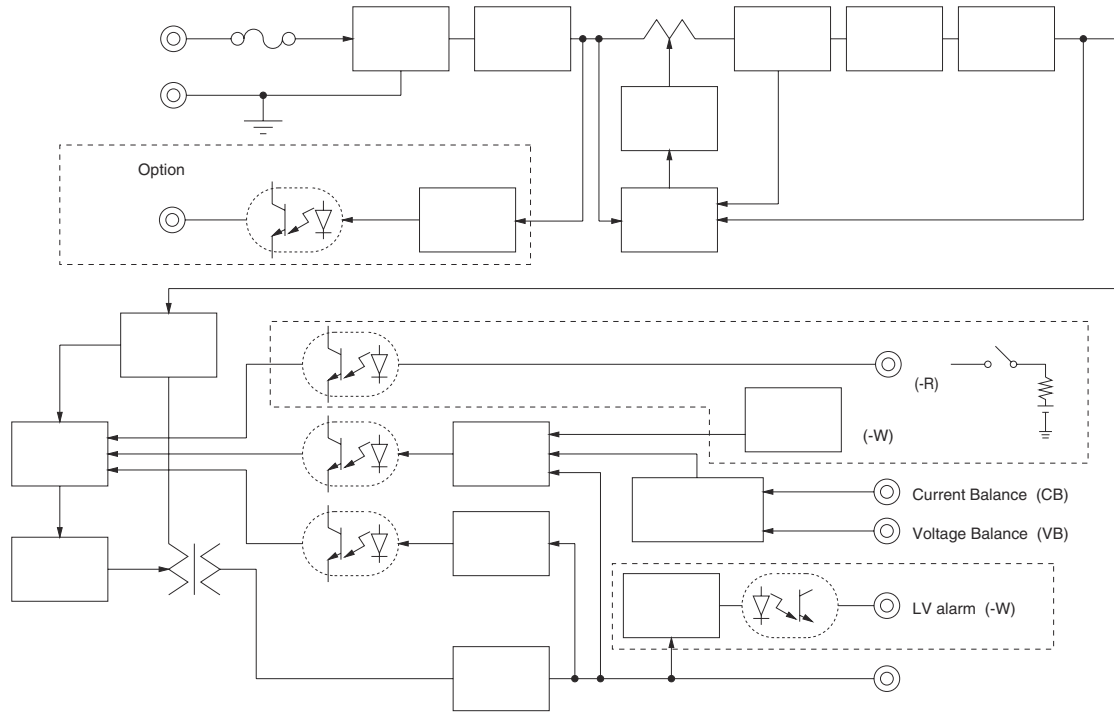 Option
(-R)
(-W)
Current Balance (CB)
Voltage Balance (VB)
LV alarm (-W)